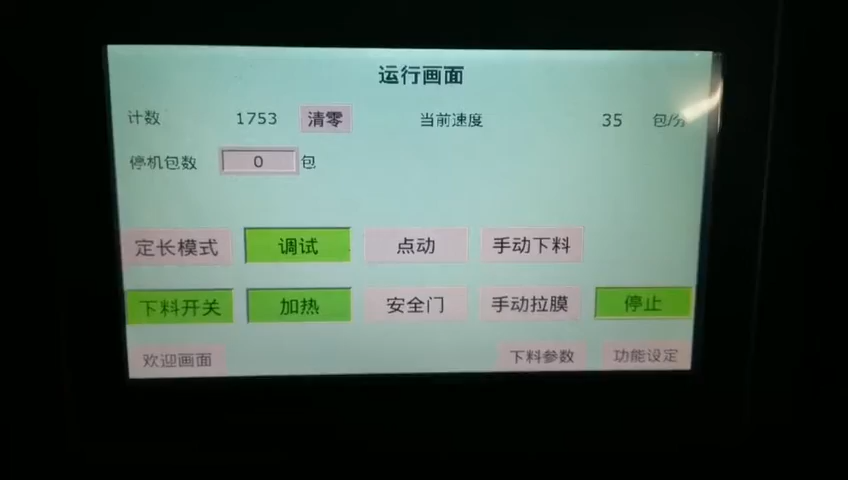 运行画面
计数 1753 清零 当前速度 35 包/分
停机包数 0 包
定长模式 调试 点动 手动下料
下料开关 加热 安全门 手动拉膜 停止
欢迎画面 下料参数 功能设定